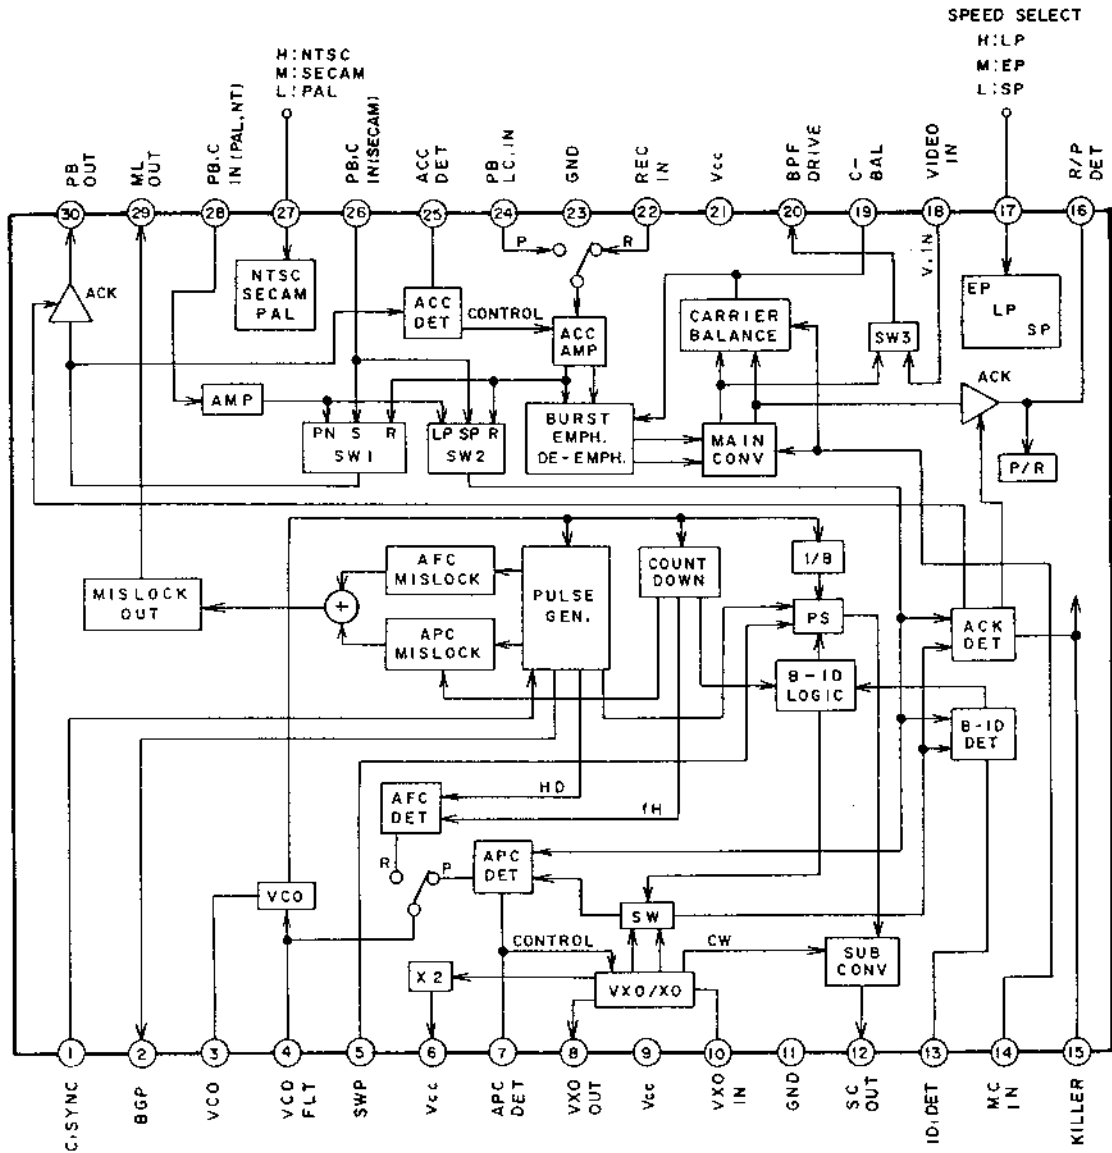 SPEED SELECT
H:LP
M:EP
L:SP
H:NTSC
M:SECAM
L:PAL
PB
OUT
ML
OUT
PB.C
IN(PAL,NT)
PB.C
IN(SECAM)
ACC
DET
PB
LC.IN
GND
REC
IN
Vcc
BPF
DRIVE
C-
BAL
VIDEO
IN
R/P
DET
30
29
28
27
26
25
24
23
22
21
20
19
18
17
16
P
R
V.IN
ACK
NTSC
SECAM
PAL
ACC
DET
CONTROL
ACC
AMP
CARRIER
BALANCE
SW3
EP
LP
SP
ACK
AMP
PN S R
SW1
LP SP R
SW2
BURST
EMPH.
DE-EMPH.
MAIN
CONV
P/R
AFC
MISLOCK
PULSE
GEN.
COUNT
DOWN
1/8
MISLOCK
OUT
+
APC
MISLOCK
PS
ACK
DET
B-ID
LOGIC
B-ID
DET
HD
fH
AFC
DET
R
P
APC
DET
VCO
SW
CONTROL
CW
X2
VXO/XO
SUB
CONV
1
2
3
4
5
6
7
8
9
10
11
12
13
14
15
C.SYNC
BGP
VCO
VCO
FLT
SWP
Vcc
APC
DET
VXO
OUT
Vcc
VXO
IN
GND
SC
OUT
ID.DET
MC
IN
KILLER